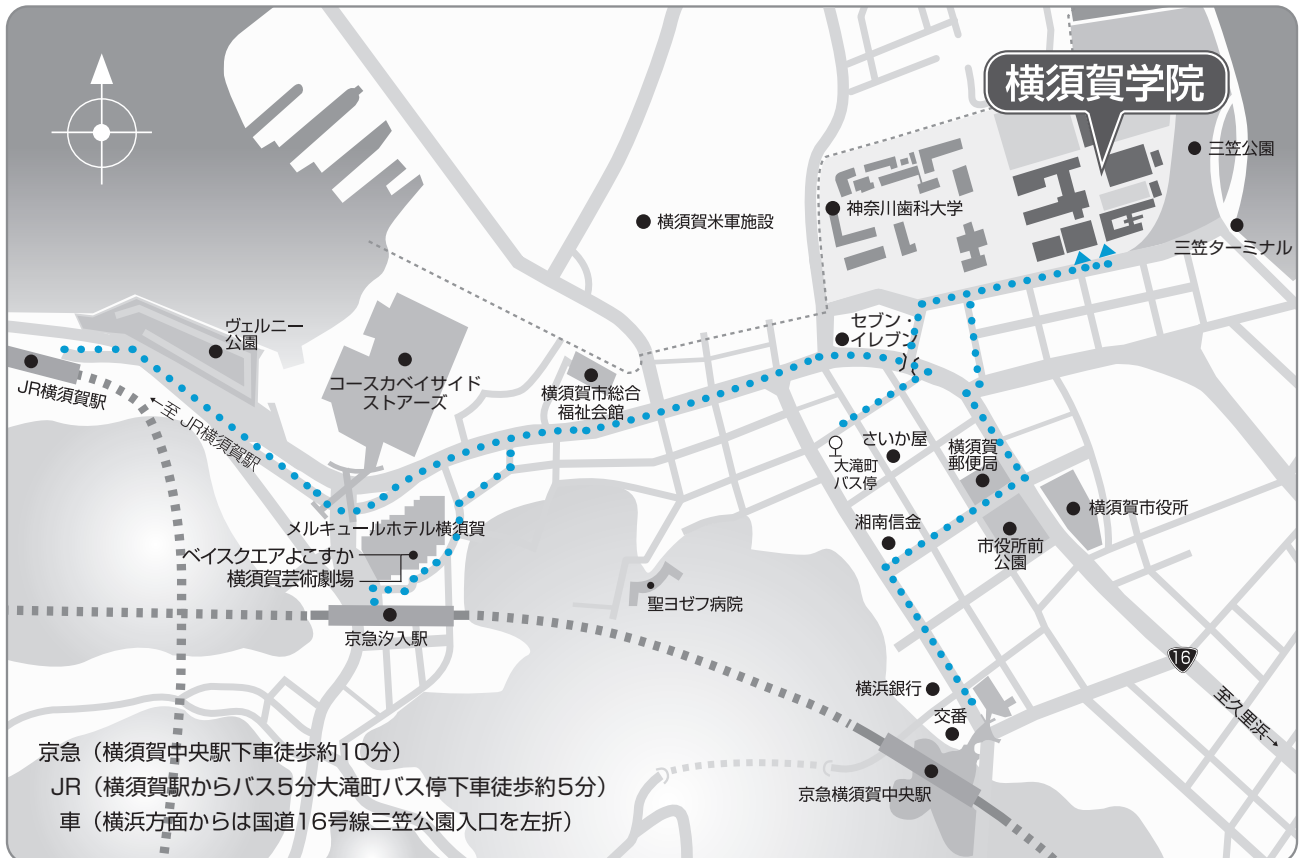 横須賀学院
三笠公園
横須賀米軍施設
神奈川歯科大学
三笠ターミナル
ヴェルニー
公園
セブン・
イレブン
JR横須賀駅
←至 JR横須賀駅
コースカベイサイド
ストアーズ
横須賀市総合
福祉会館
さいか屋
大滝町
バス停
横須賀
郵便局
横須賀市役所
メルキュールホテル横須賀
湘南信金
市役所前
公園
ベイスクエアよこすか
横須賀芸術劇場
聖ヨゼフ病院
京急汐入駅
16
横浜銀行
至久里浜→
交番
京急横須賀中央駅
京急（横須賀中央駅下車徒歩約10分）
JR（横須賀駅からバス5分大滝町バス停下車徒歩約5分）
車（横浜方面からは国道16号線三笠公園入口を左折）